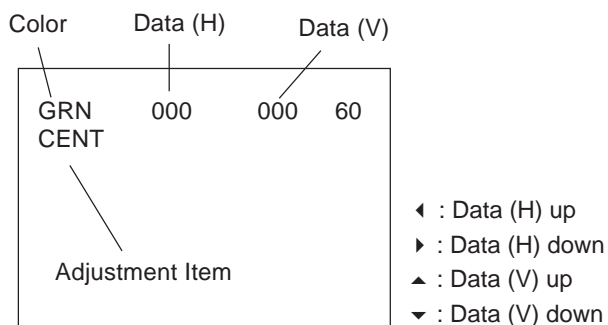 Color Data (H) Data (V)
GRN 000 000 60
CENT
Adjustment Item
: Data (H) up
: Data (H) down
: Data (V) up
: Data (V) down